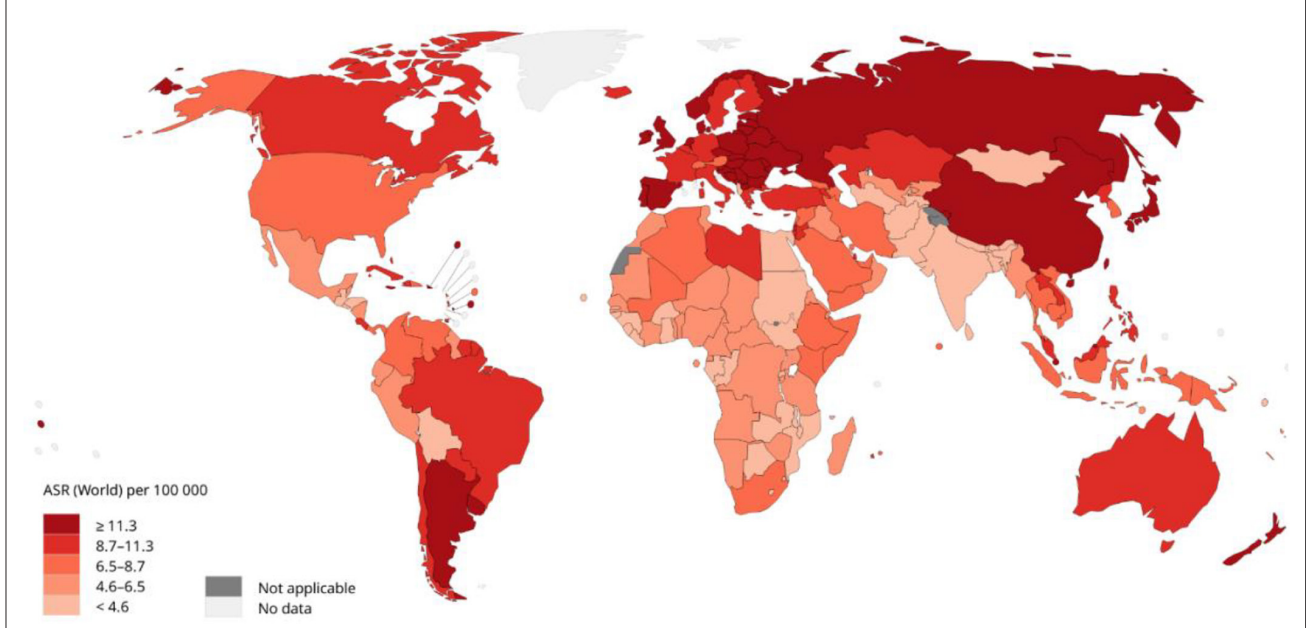 ASR (World) per 100 000
≥ 11.3
8.7–11.3
6.5–8.7
4.6–6.5
< 4.6
Not applicable
No data